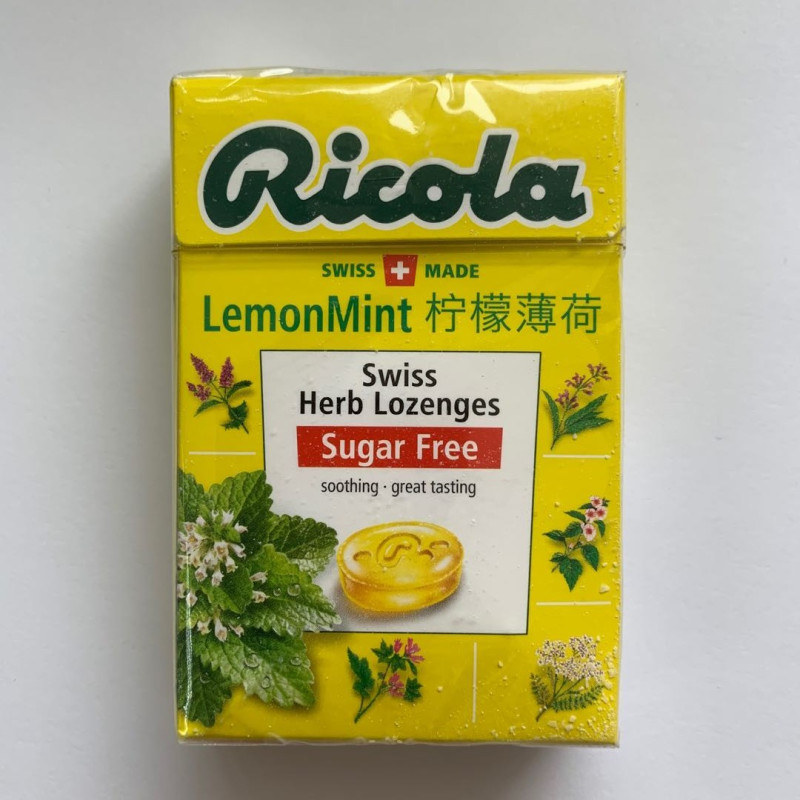 Ricola
SWISS MADE
LemonMint 柠檬薄荷
Swiss
Herb Lozenges
Sugar Free
soothing · great tasting